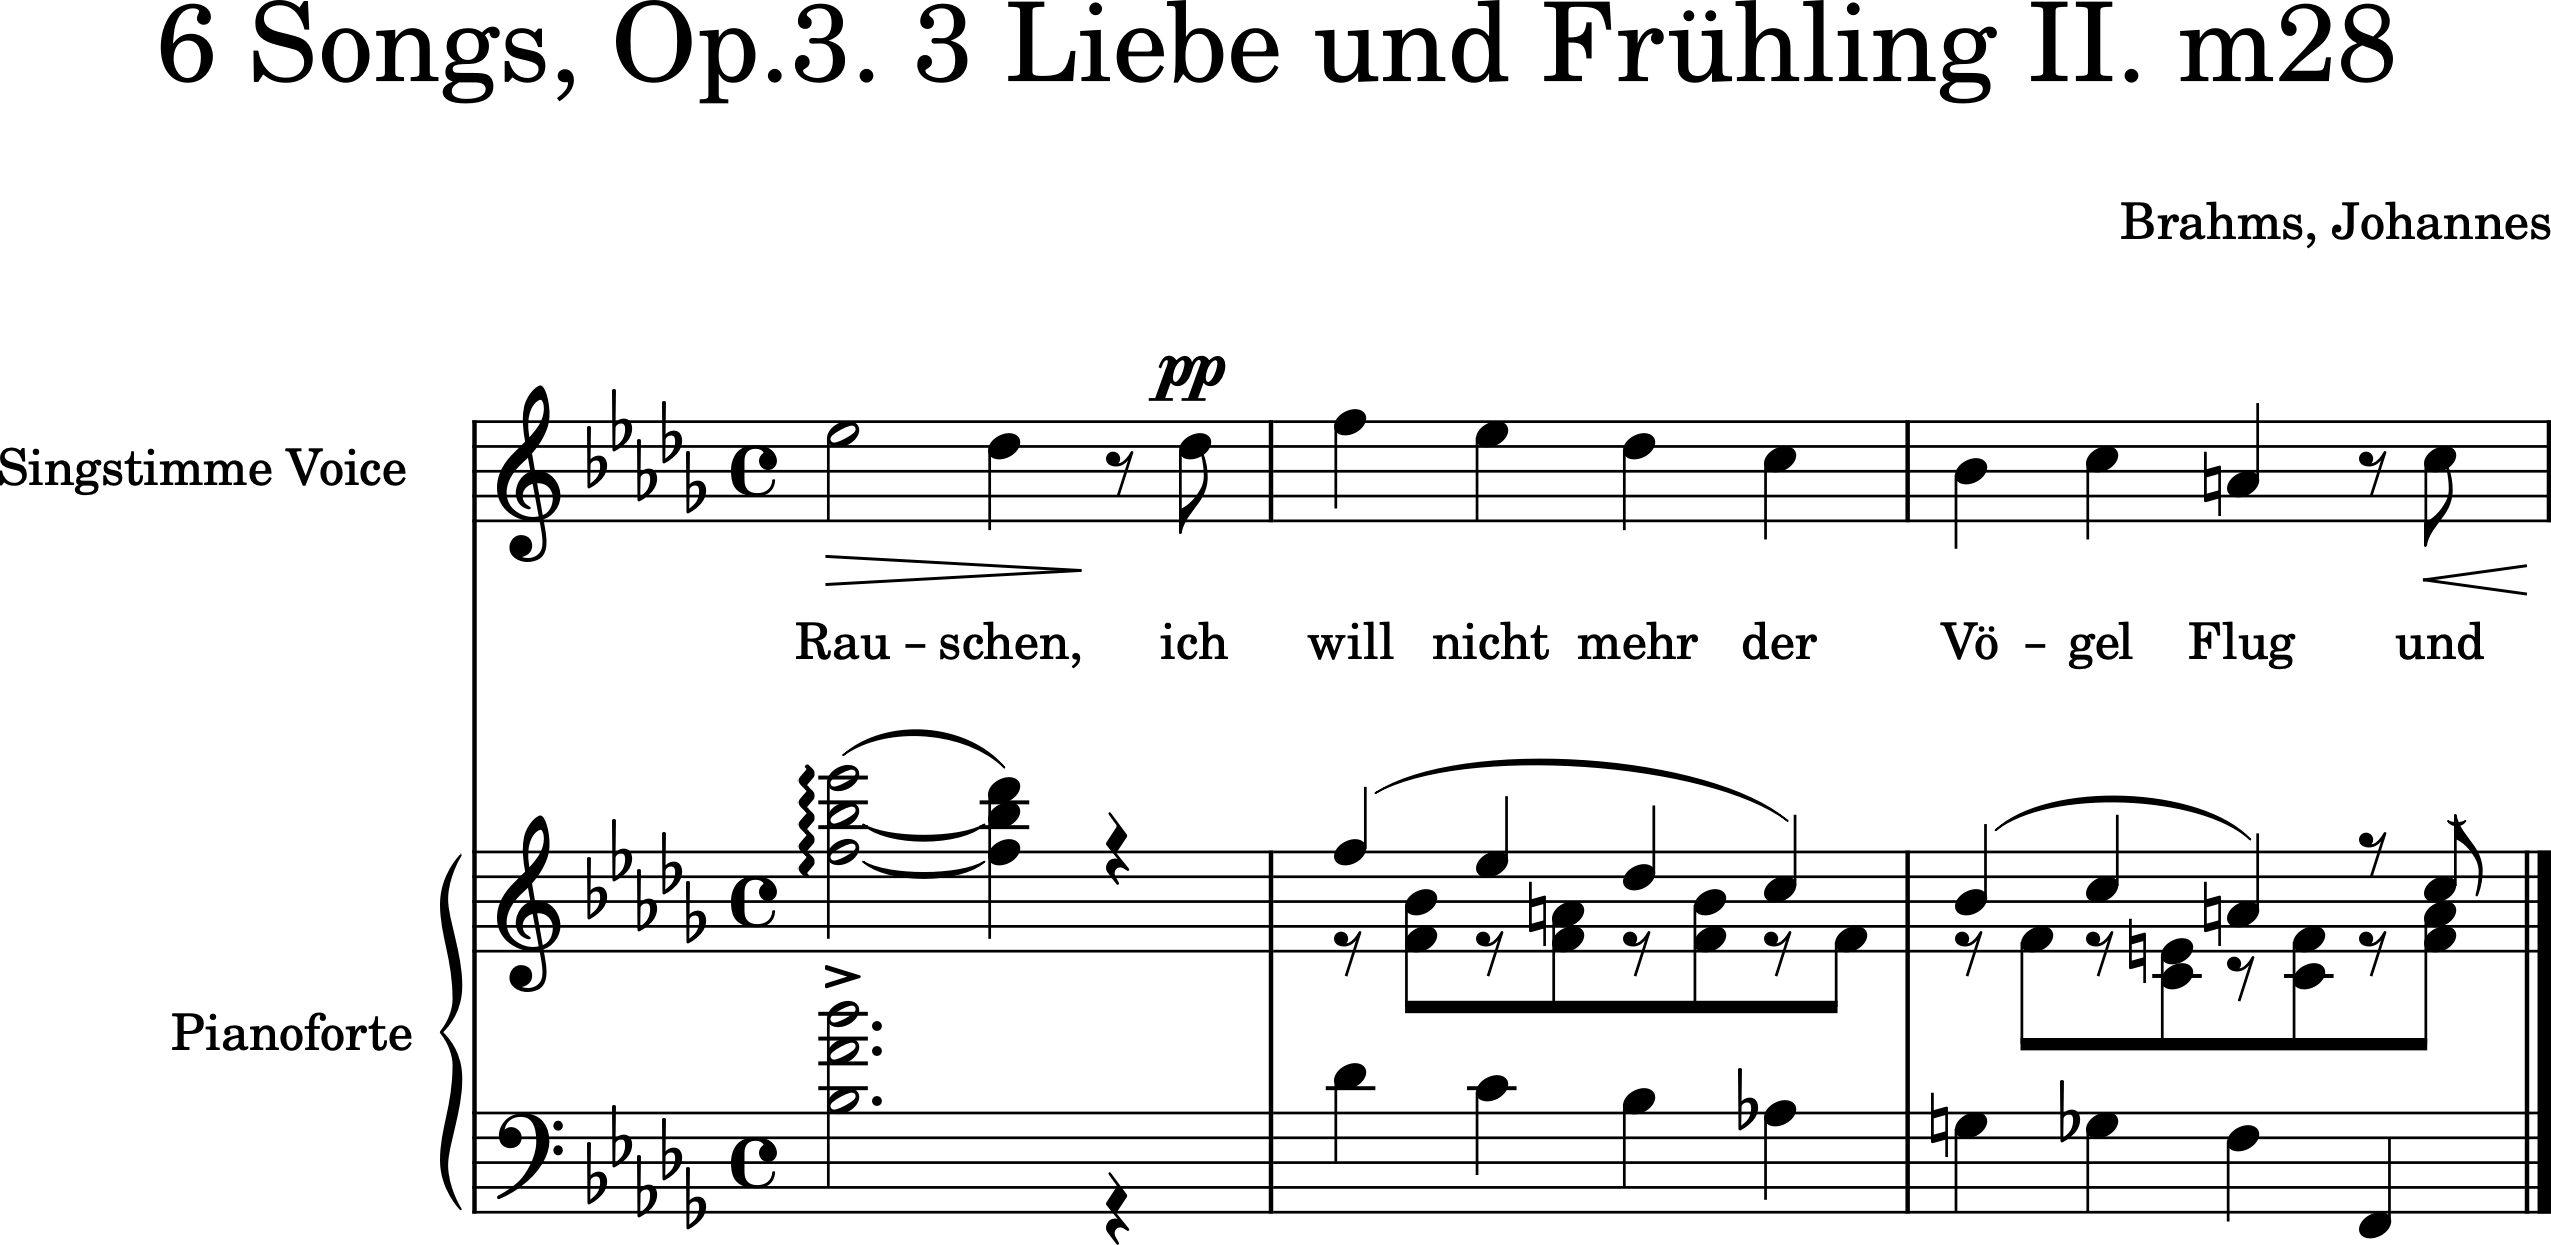 6 Songs, Op.3. 3 Liebe und Frühling II. m28
Brahms, Johannes
pp
Singstimme Voice
Rau – schen, ich will nicht mehr der Vö – gel Flug und
Pianoforte